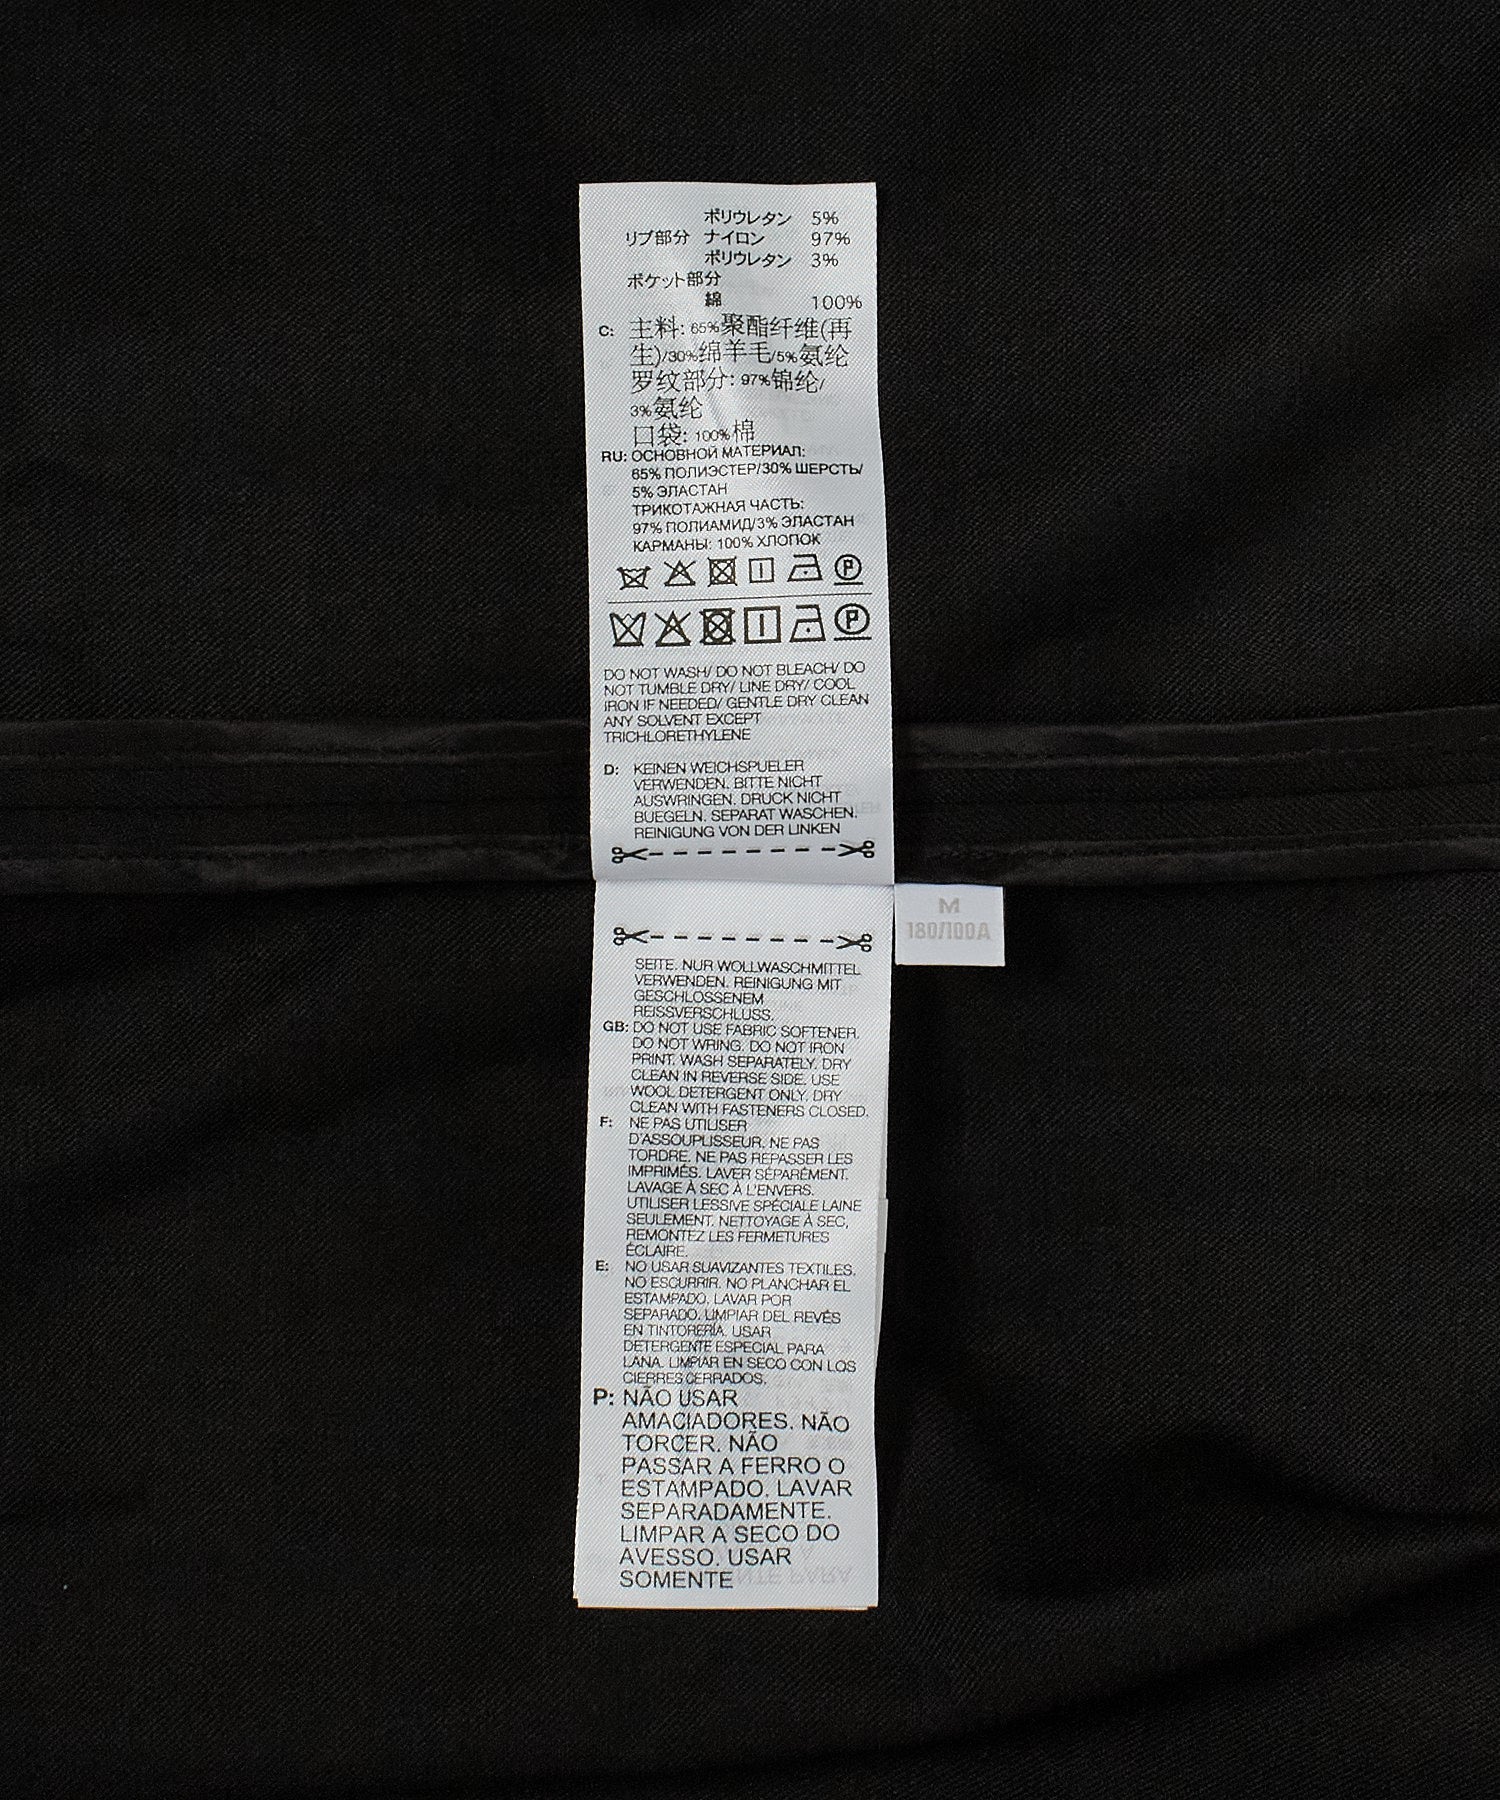 ポリウレタン 5%
リブ部分 ナイロン 97%
ポリウレタン 3%
ポケット部分
綿 100%
C: 主料: 65%聚酯纤维(再
生)/30%绵羊毛/5%氨纶
罗纹部分: 97%锦纶/
3%氨纶
口袋: 100%棉
RU: ОСНОВНОЙ МАТЕРИАЛ:
65% ПОЛИЭСТЕР/30% ШЕРСТЬ/
5% ЭЛАСТАН
ТРИКОТАЖНАЯ ЧАСТЬ:
97% ПОЛИАМИД/3% ЭЛАСТАН
КАРМАНЫ: 100% ХЛОПОК
P
P
DO NOT WASH/ DO NOT BLEACH/ DO
NOT TUMBLE DRY/ LINE DRY/ COOL
IRON IF NEEDED/ GENTLE DRY CLEAN
ANY SOLVENT EXCEPT
TRICHLORETHYLENE
D: KEINEN WEICHSPUELER
VERWENDEN. BITTE NICHT
AUSWRINGEN. DRUCK NICHT
BUEGELN. SEPARAT WASCHEN.
REINIGUNG VON DER LINKEN
M
180/100A
SEITE. NUR WOLLWASCHMITTEL
VERWENDEN. REINIGUNG MIT
GESCHLOSSENEM
REISSVERSCHLUSS.
GB: DO NOT USE FABRIC SOFTENER.
DO NOT WRING. DO NOT IRON
PRINT. WASH SEPARATELY. DRY
CLEAN IN REVERSE SIDE. USE
WOOL DETERGENT ONLY. DRY
CLEAN WITH FASTENERS CLOSED.
F: NE PAS UTILISER
D'ASSOUPLISSEUR. NE PAS
TORDRE. NE PAS REPASSER LES
IMPRIMÉS. LAVER SÉPARÉMENT.
LAVAGE À SEC À L'ENVERS.
UTILISER LESSIVE SPÉCIALE LAINE
SEULEMENT. NETTOYAGE À SEC,
REMONTEZ LES FERMETURES
ÉCLAIRE.
E: NO USAR SUAVIZANTES TEXTILES.
NO ESCURRIR. NO PLANCHAR EL
ESTAMPADO. LAVAR POR
SEPARADO. LIMPIAR DEL REVÉS
EN TINTORERÍA. USAR
DETERGENTE ESPECIAL PARA
LANA. LIMPIAR EN SECO CON LOS
CIERRES CERRADOS.
P: NÃO USAR
AMACIADORES. NÃO
TORCER. NÃO
PASSAR A FERRO O
ESTAMPADO. LAVAR
SEPARADAMENTE.
LIMPAR A SECO DO
AVESSO. USAR
SOMENTE